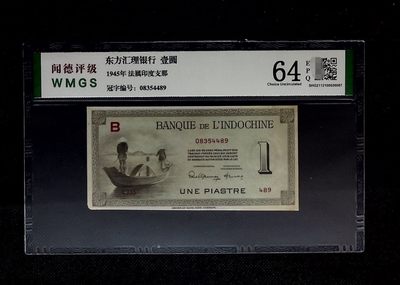 闻德评级
WMGS
东方汇理银行 壹圆
1945年 法属印度支那
冠字编号: 08354489
64
EPQ
Choice Uncirculated
B
BANQUE DE L'INDOCHINE
08354489
1
UNE PIASTRE
489